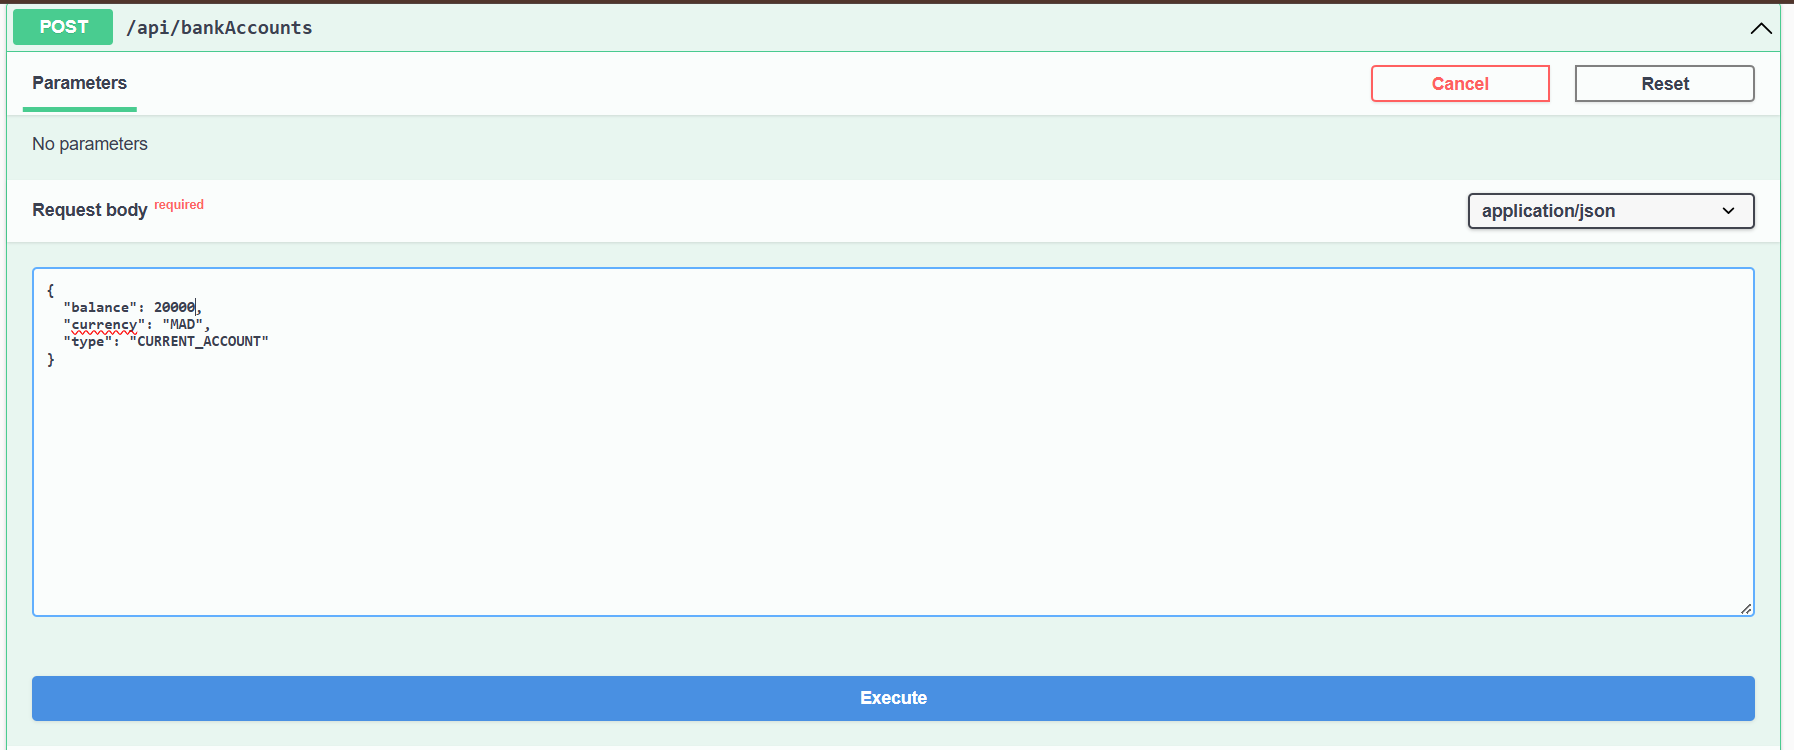 POST /api/bankAccounts
Parameters Cancel Reset
No parameters
Request body required application/json
{
  "balance": 20000,
  "currency": "MAD",
  "type": "CURRENT_ACCOUNT"
}
Execute